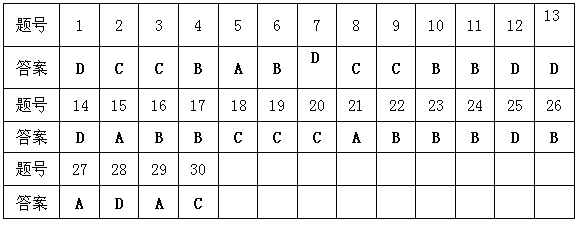 题号 1 2 3 4 5 6 7 8 9 10 11 12 13
答案 D C C B A B D C C B B D D
题号 14 15 16 17 18 19 20 21 22 23 24 25 26
答案 D A B B C C C A B B B D B
题号 27 28 29 30
答案 A D A C